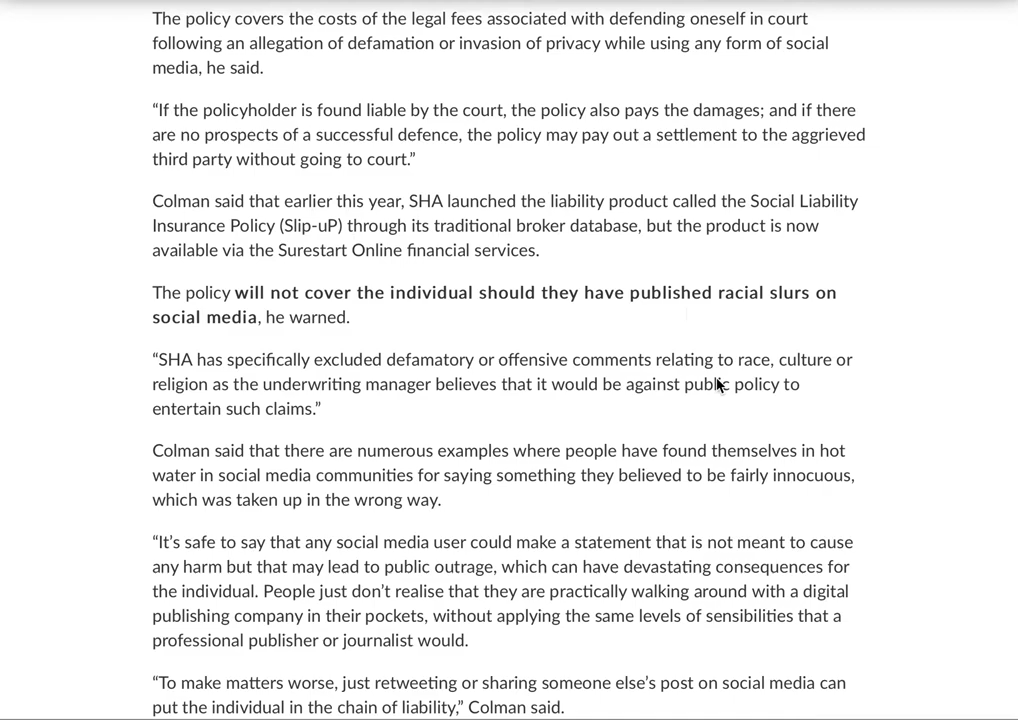 The policy covers the costs of the legal fees associated with defending oneself in court
following an allegation of defamation or invasion of privacy while using any form of social
media, he said.
“If the policyholder is found liable by the court, the policy also pays the damages; and if there
are no prospects of a successful defence, the policy may pay out a settlement to the aggrieved
third party without going to court.”
Colman said that earlier this year, SHA launched the liability product called the Social Liability
Insurance Policy (Slip-uP) through its traditional broker database, but the product is now
available via the Surestart Online financial services.
The policy will not cover the individual should they have published racial slurs on
social media, he warned.
“SHA has specifically excluded defamatory or offensive comments relating to race, culture or
religion as the underwriting manager believes that it would be against public policy to
entertain such claims.”
Colman said that there are numerous examples where people have found themselves in hot
water in social media communities for saying something they believed to be fairly innocuous,
which was taken up in the wrong way.
“It’s safe to say that any social media user could make a statement that is not meant to cause
any harm but that may lead to public outrage, which can have devastating consequences for
the individual. People just don’t realise that they are practically walking around with a digital
publishing company in their pockets, without applying the same levels of sensibilities that a
professional publisher or journalist would.
“To make matters worse, just retweeting or sharing someone else’s post on social media can
put the individual in the chain of liability,” Colman said.